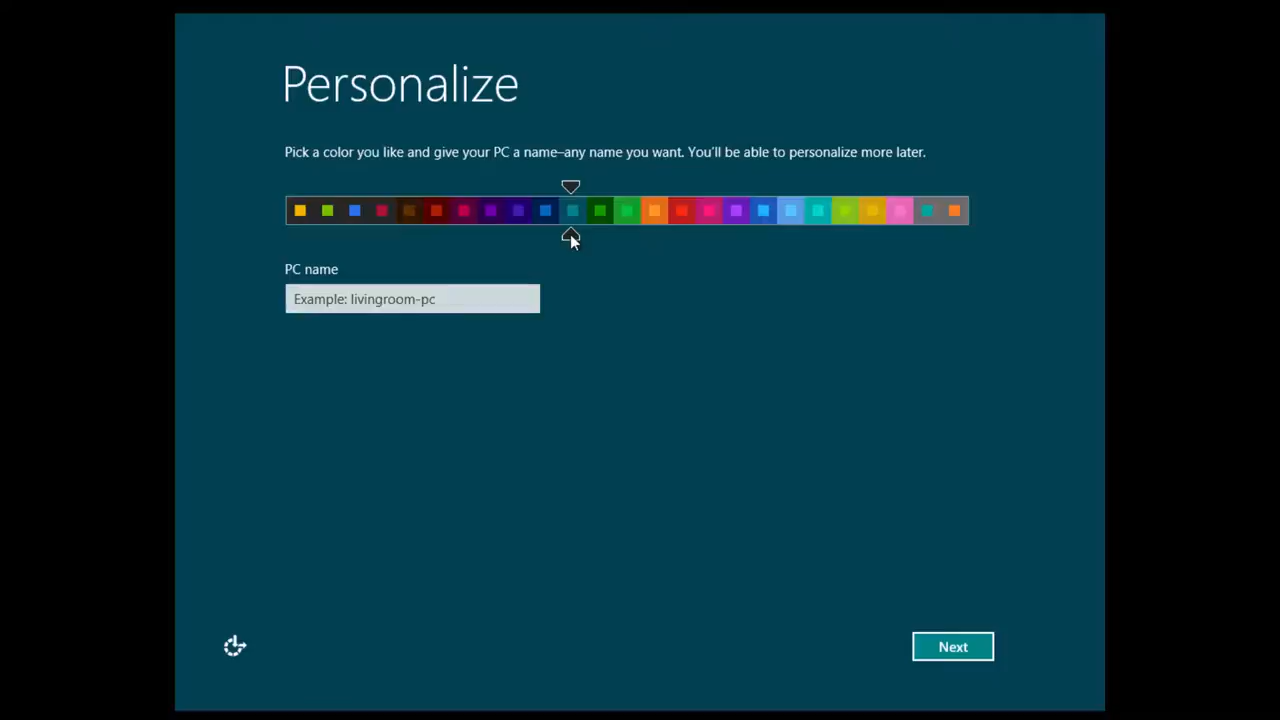 Personalize
Pick a color you like and give your PC a name–any name you want. You'll be able to personalize more later.
PC name
Example: livingroom-pc
Next